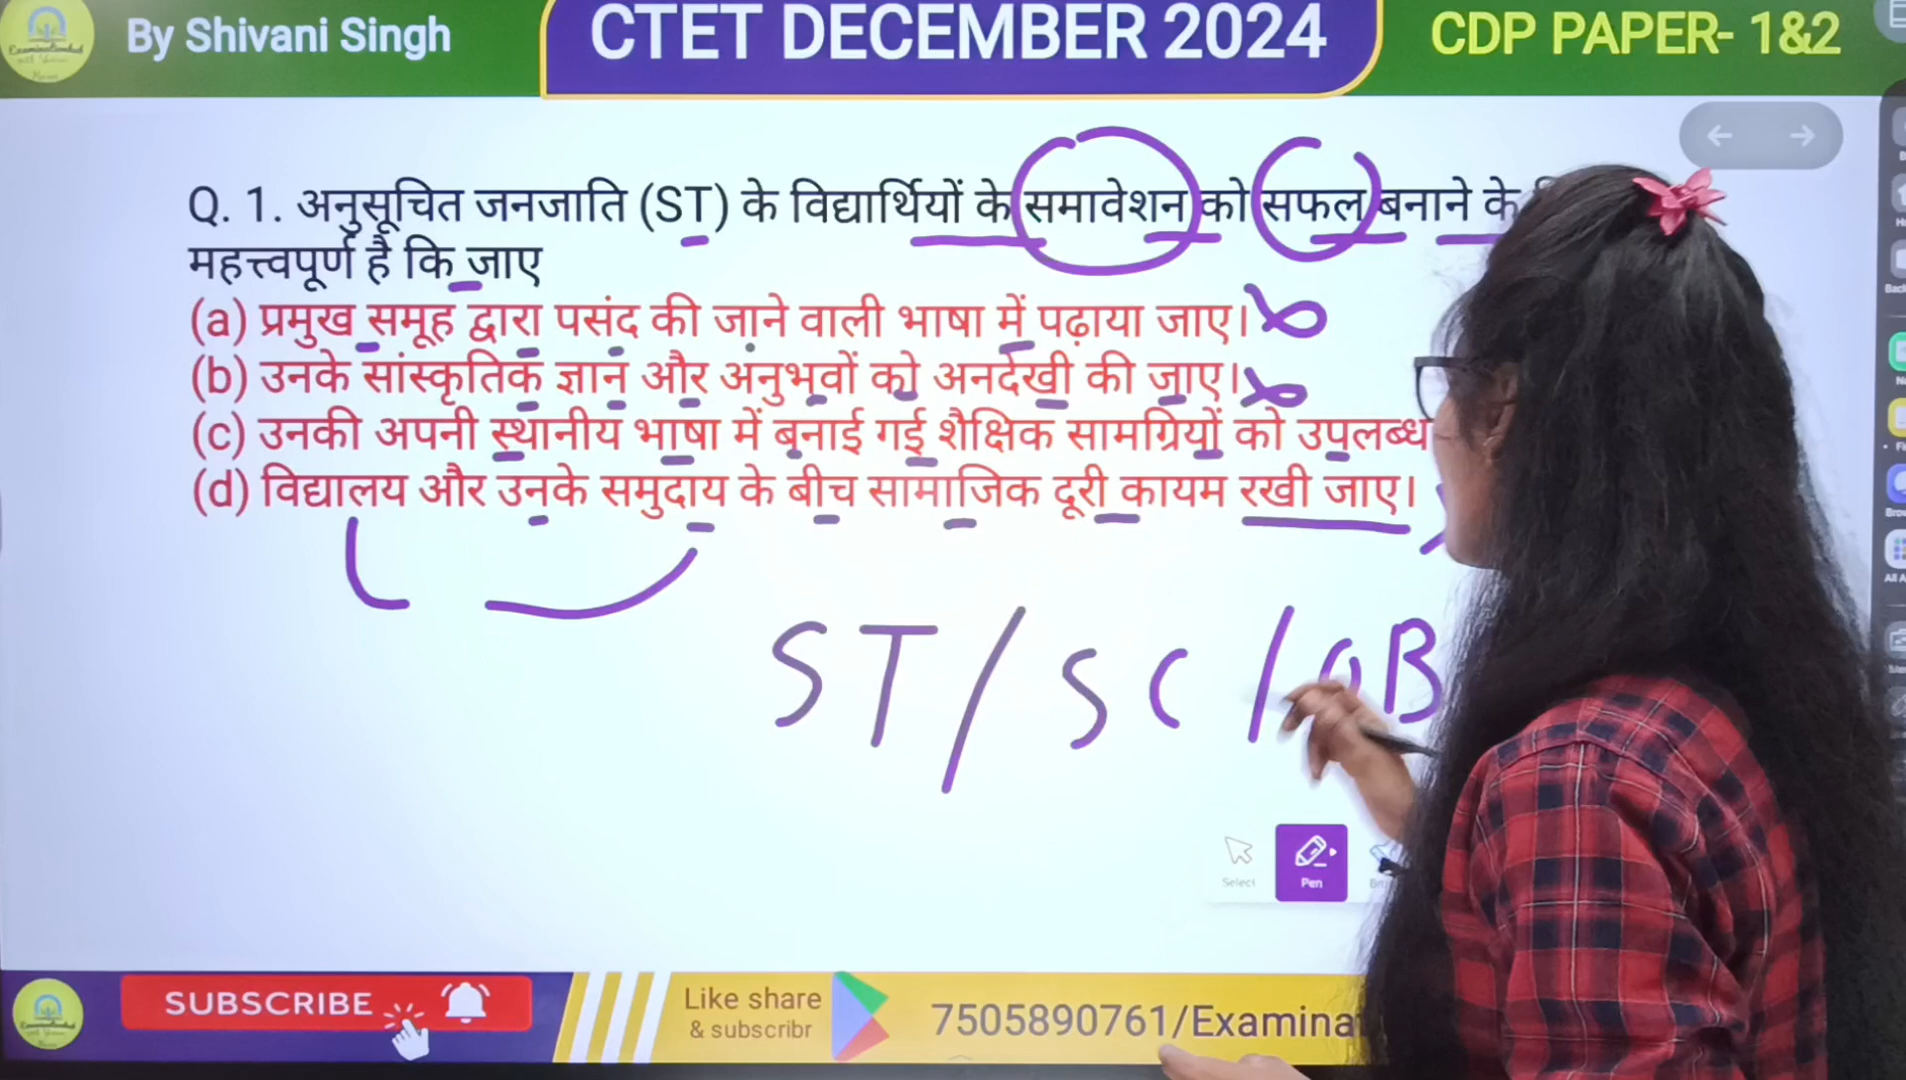 By Shivani Singh
CTET DECEMBER 2024
CDP PAPER- 1&2
Q. 1. अनुसूचित जनजाति (ST) के विद्यार्थियों के समावेशन को सफल बनाने के
महत्त्वपूर्ण है कि जाए
(a) प्रमुख समूह द्वारा पसंद की जाने वाली भाषा में पढ़ाया जाए।
(b) उनके सांस्कृतिक ज्ञान और अनुभवों को अनदेखी की जाए।
(c) उनकी अपनी स्थानीय भाषा में बनाई गई शैक्षिक सामग्रियों को उपलब्ध
(d) विद्यालय और उनके समुदाय के बीच सामाजिक दूरी कायम रखी जाए।
ST/SC/OB
Select
Pen
SUBSCRIBE
Like share
& subscribr
7505890761/Examina